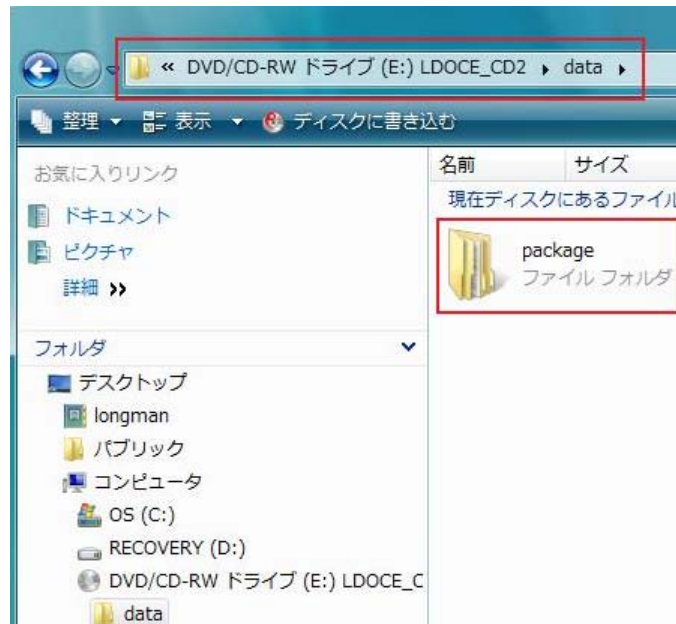 « DVD/CD-RW ドライブ (E:) LDOCE_CD2 ▸ data ▸
整理 ▼ 表示 ▼ ディスクに書き込む
お気に入りリンク
ドキュメント
ピクチャ
詳細 »
フォルダ
デスクトップ
longman
パブリック
コンピュータ
OS (C:)
RECOVERY (D:)
DVD/CD-RW ドライブ (E:) LDOCE_C
data
名前 サイズ
現在ディスクにあるファイル
package
ファイル フォルダ